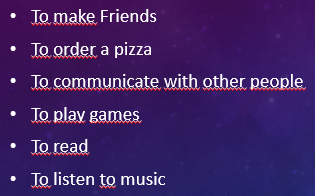 • To make Friends
• To order a pizza
• To communicate with other people
• To play games
• To read
• To listen to music